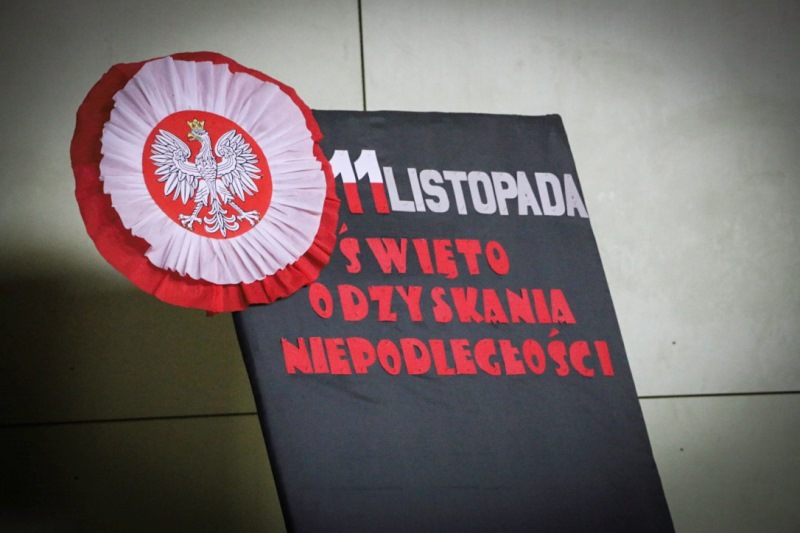 11 LISTOPADA
ŚWIĘTO
ODZYSKANIA
NIEPODLEGŁOŚCI